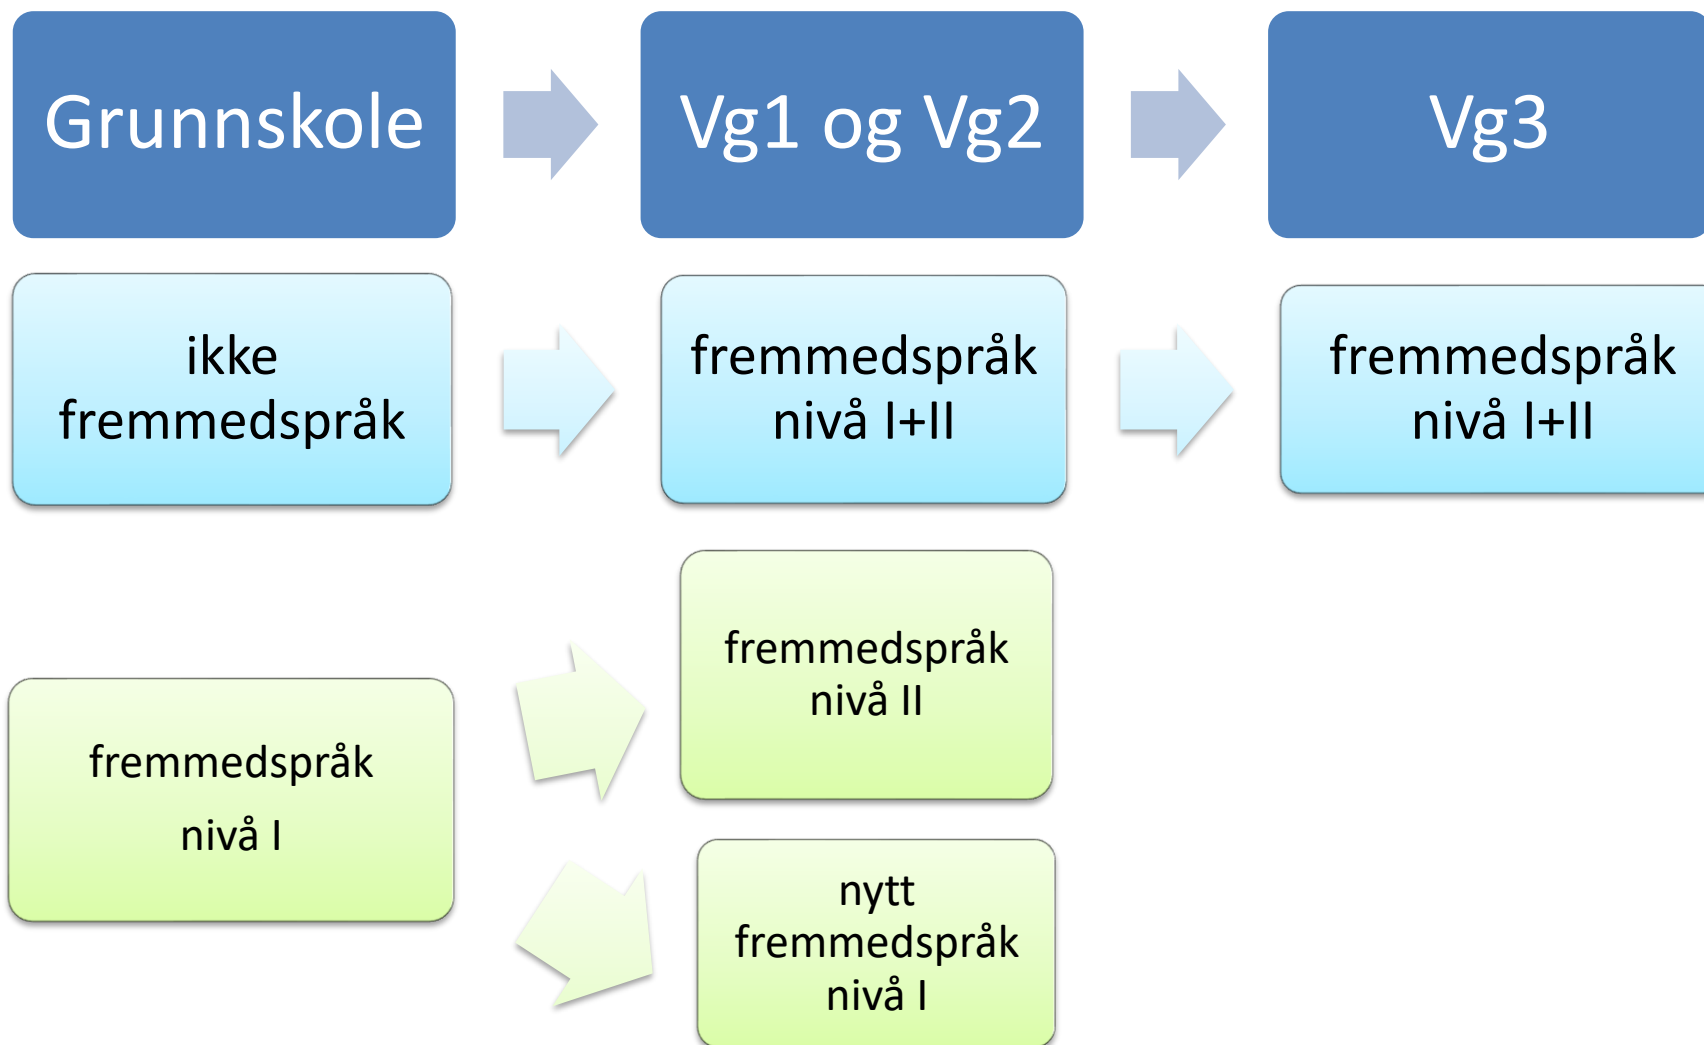 Grunnskole
Vg1 og Vg2
Vg3
ikke
fremmedspråk
fremmedspråk
nivå I+II
fremmedspråk
nivå I+II
fremmedspråk
nivå I
fremmedspråk
nivå II
nytt
fremmedspråk
nivå I